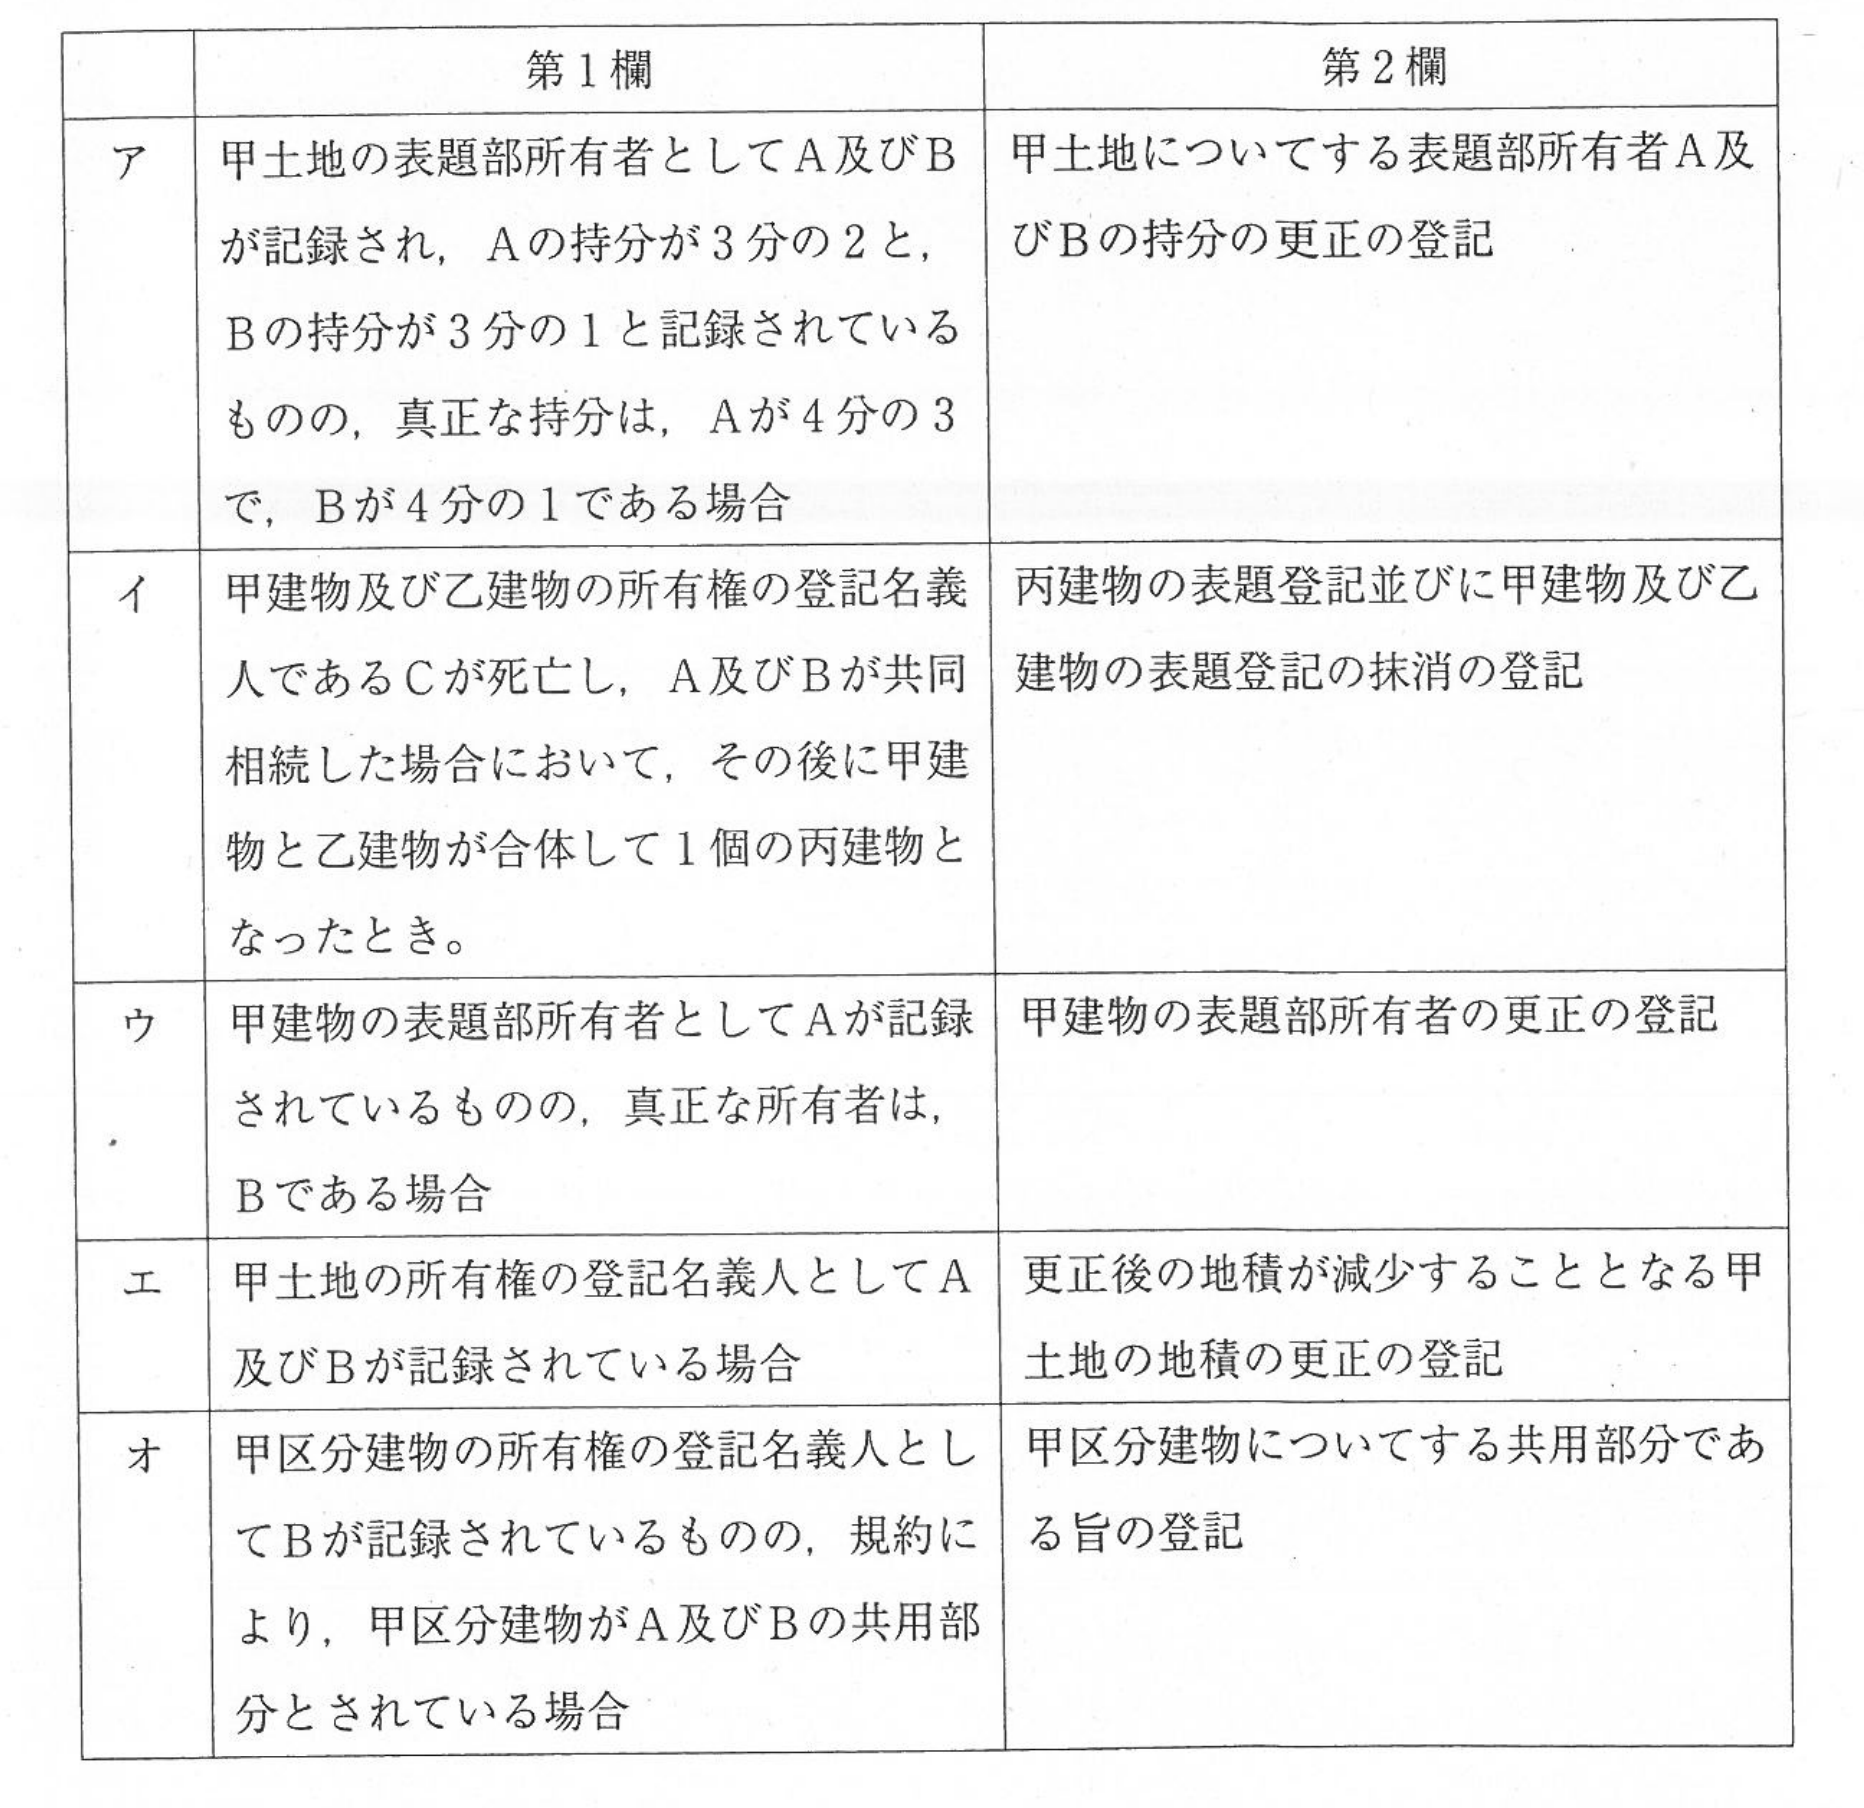 第1欄
第2欄
ア
甲土地の表題部所有者としてA及びB
が記録され，Aの持分が3分の2と，
Bの持分が3分の1と記録されている
ものの，真正な持分は，Aが4分の3
で，Bが4分の1である場合
甲土地についてする表題部所有者A及
びBの持分の更正の登記
イ
甲建物及び乙建物の所有権の登記名義
人であるCが死亡し，A及びBが共同
相続した場合において，その後に甲建
物と乙建物が合体して1個の丙建物と
なったとき。
丙建物の表題登記並びに甲建物及び乙
建物の表題登記の抹消の登記
ウ
甲建物の表題部所有者としてAが記録
されているものの，真正な所有者は，
Bである場合
甲建物の表題部所有者の更正の登記
エ
甲土地の所有権の登記名義人としてA
及びBが記録されている場合
更正後の地積が減少することとなる甲
土地の地積の更正の登記
オ
甲区分建物の所有権の登記名義人とし
てBが記録されているものの，規約に
より，甲区分建物がA及びBの共用部
分とされている場合
甲区分建物についてする共用部分であ
る旨の登記